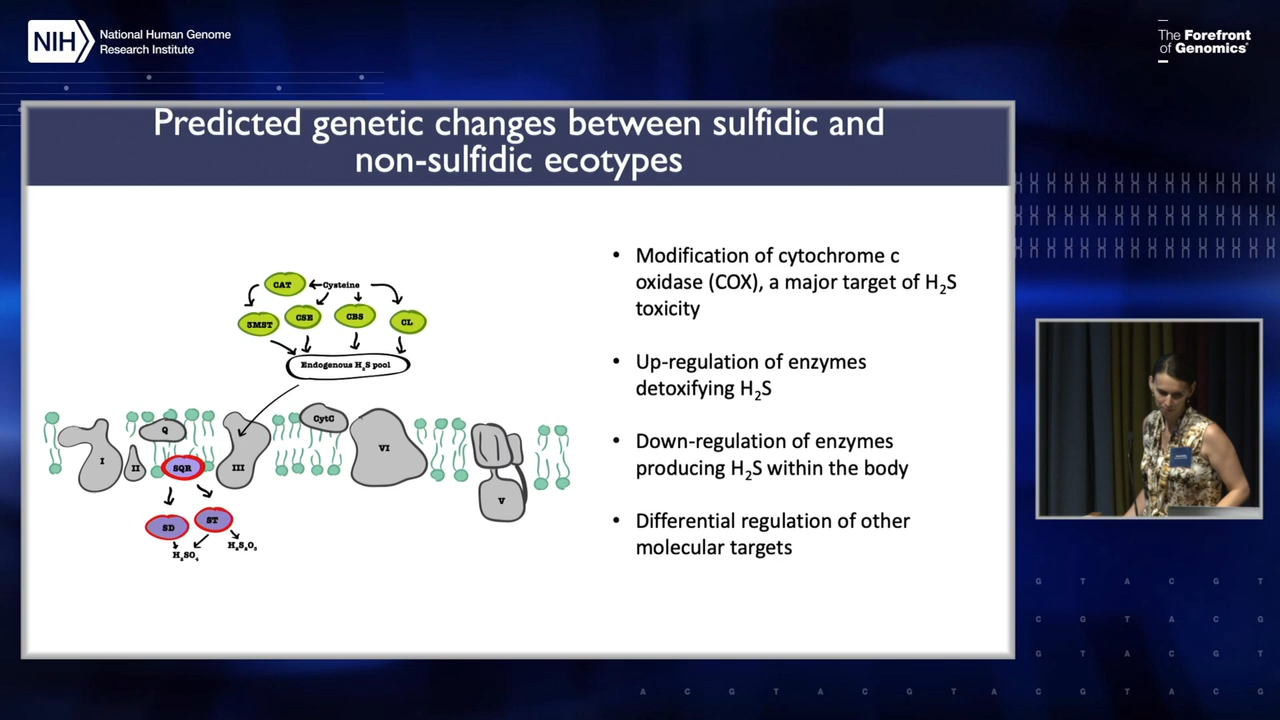 NIH
National Human Genome
Research Institute
The Forefront
of Genomics®
Predicted genetic changes between sulfidic and
non-sulfidic ecotypes
CAT
Cysteine
3MST
CSE
CBS
CL
Endogenous H₂S pool
CytC
Q
I
II
SQR
III
VI
V
SD
ST
H₂SO₄
H₂S₂O₃
• Modification of cytochrome c
oxidase (COX), a major target of H₂S
toxicity
• Up-regulation of enzymes
detoxifying H₂S
• Down-regulation of enzymes
producing H₂S within the body
• Differential regulation of other
molecular targets
G T A C G T
C G T A C G
G T A C G T
A C G T A C G T A C G T A C G